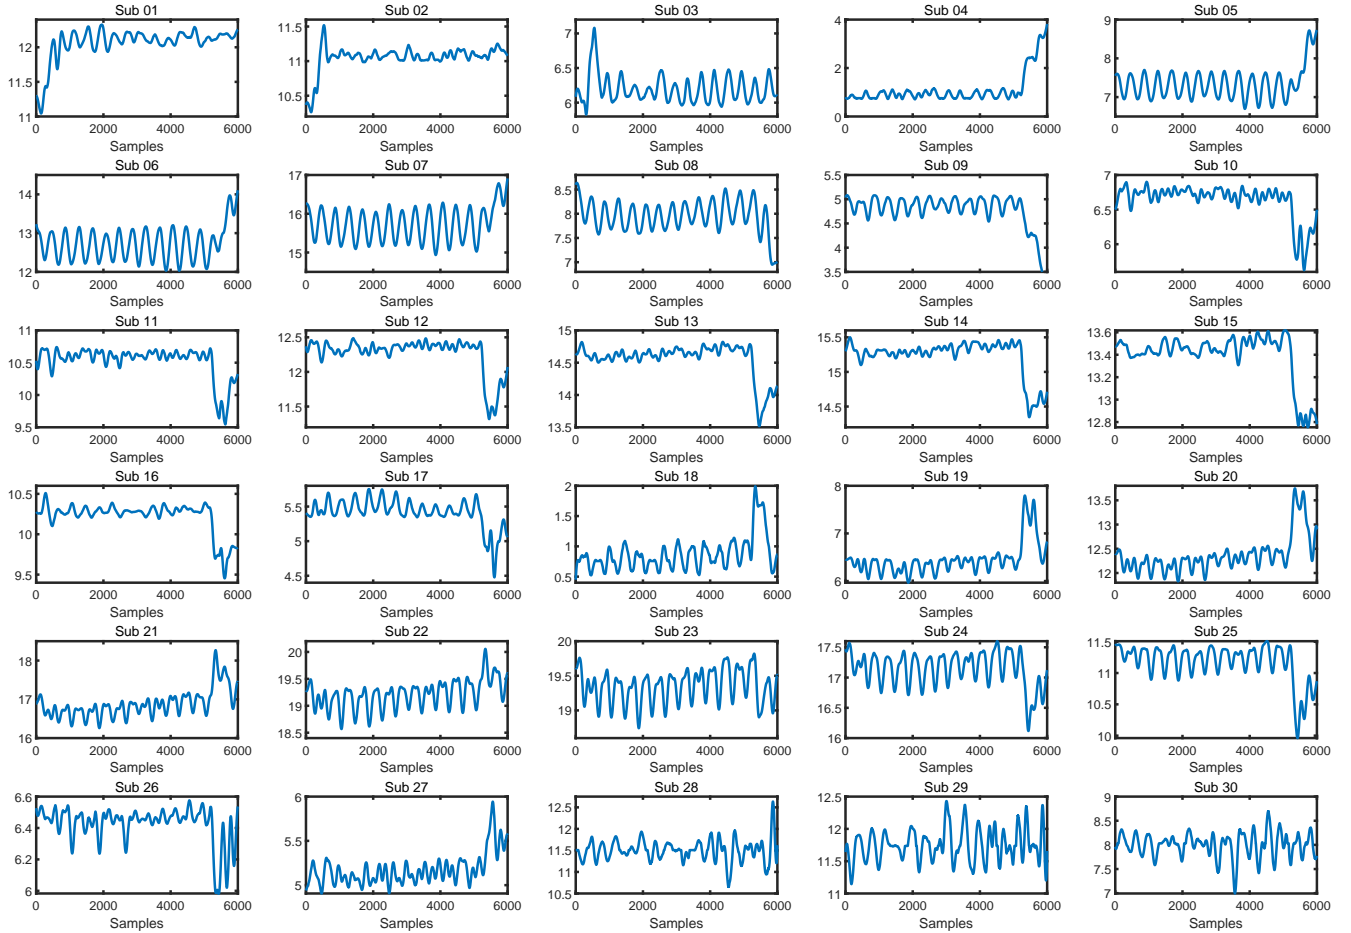 Sub 01 Sub 02 Sub 03 Sub 04 Sub 05
12 11.5 7 4 9
11.5 11 6.5 2 8
11 10.5 6 0 7
0 2000 4000 6000 0 2000 4000 6000 0 2000 4000 6000 0 2000 4000 6000 0 2000 4000 6000
Samples Samples Samples Samples Samples
Sub 06 Sub 07 Sub 08 Sub 09 Sub 10
14 17 8.5 5.5 7
13 16 8 5 6.5
12 15 7.5 4.5 6
7 4
3.5
0 2000 4000 6000 0 2000 4000 6000 0 2000 4000 6000 0 2000 4000 6000 0 2000 4000 6000
Samples Samples Samples Samples Samples
Sub 11 Sub 12 Sub 13 Sub 14 Sub 15
11 12.5 15 15.5 13.6
10.5 12 14.5 15 13.4
10 11.5 14 14.5 13.2
9.5 13.5 13
12.8
0 2000 4000 6000 0 2000 4000 6000 0 2000 4000 6000 0 2000 4000 6000 0 2000 4000 6000
Samples Samples Samples Samples Samples
Sub 16 Sub 17 Sub 18 Sub 19 Sub 20
10.5 5.5 2 8 13.5
10 5 1.5 7 13
9.5 4.5 1 6 12.5
0.5 12
0 2000 4000 6000 0 2000 4000 6000 0 2000 4000 6000 0 2000 4000 6000 0 2000 4000 6000
Samples Samples Samples Samples Samples
Sub 21 Sub 22 Sub 23 Sub 24 Sub 25
18 20 20 17.5 11.5
17 19.5 19.5 17 11
16 19 19 16.5 10.5
18.5 16 10
0 2000 4000 6000 0 2000 4000 6000 0 2000 4000 6000 0 2000 4000 6000 0 2000 4000 6000
Samples Samples Samples Samples Samples
Sub 26 Sub 27 Sub 28 Sub 29 Sub 30
6.6 6 12.5 12.5 9
6.4 5.5 12 12 8.5
6.2 5 11.5 11.5 8
6 11 11 7.5
10.5 7
0 2000 4000 6000 0 2000 4000 6000 0 2000 4000 6000 0 2000 4000 6000 0 2000 4000 6000
Samples Samples Samples Samples Samples